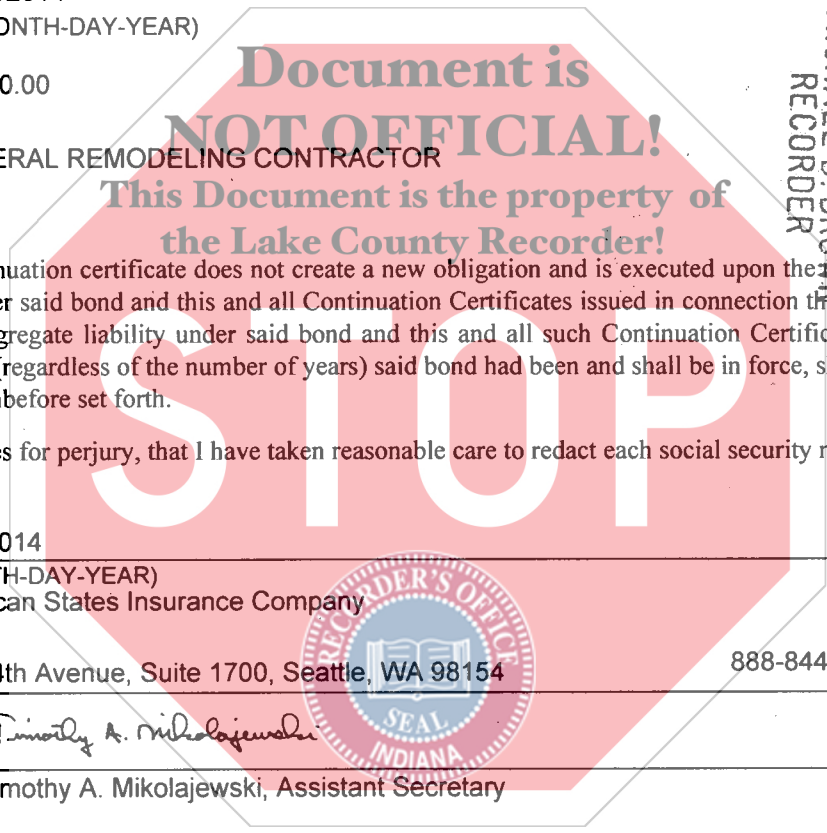 ONTH-DAY-YEAR)
Document is
0.00
NOT OFFICIAL!
ERAL REMODELING CONTRACTOR
RECORDER
This Document is the property of
the Lake County Recorder!
nuation certificate does not create a new obligation and is executed upon the
er said bond and this and all Continuation Certificates issued in connection th
gregate liability under said bond and this and all such Continuation Certific
(regardless of the number of years) said bond had been and shall be in force, s
before set forth.
es for perjury, that I have taken reasonable care to redact each social security n
STOP
014
H-DAY-YEAR)
can States Insurance Company
4th Avenue, Suite 1700, Seattle, WA 98154
888-844
RECORDER'S OFFICE
SEAL
INDIANA
Timothy A. Mikolajewski
mothy A. Mikolajewski, Assistant Secretary